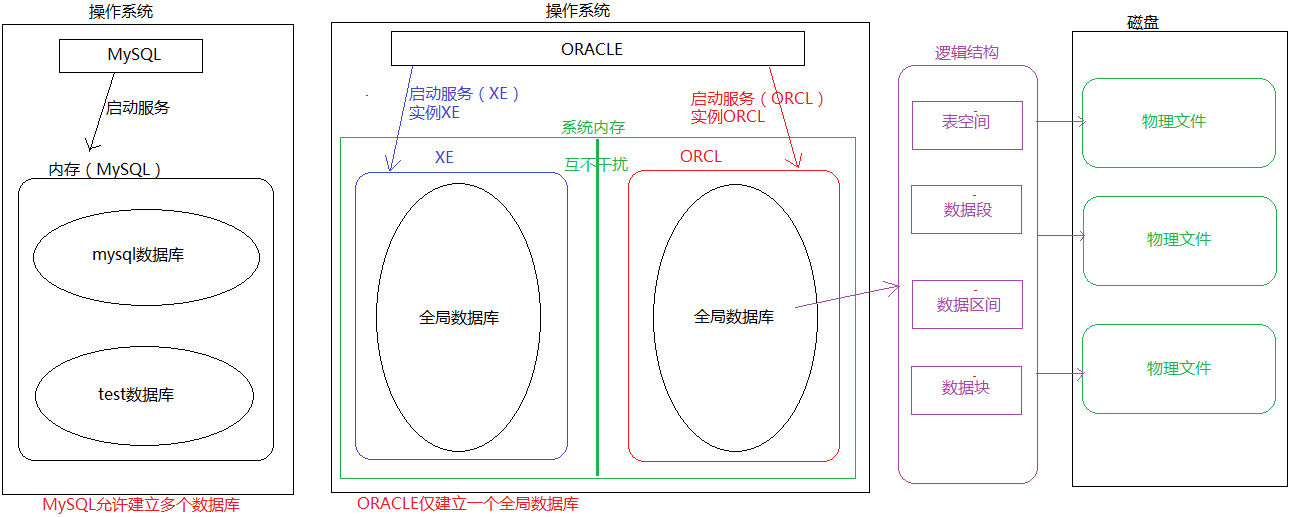 操作系统
MySQL
启动服务
内存（MySQL）
mysql数据库
test数据库
MySQL允许建立多个数据库
操作系统
ORACLE
启动服务（XE）
实例XE
启动服务（ORCL）
实例ORCL
系统内存
互不干扰
XE
ORCL
全局数据库
全局数据库
ORACLE仅建立一个全局数据库
逻辑结构
表空间
数据段
数据区间
数据块
磁盘
物理文件
物理文件
物理文件